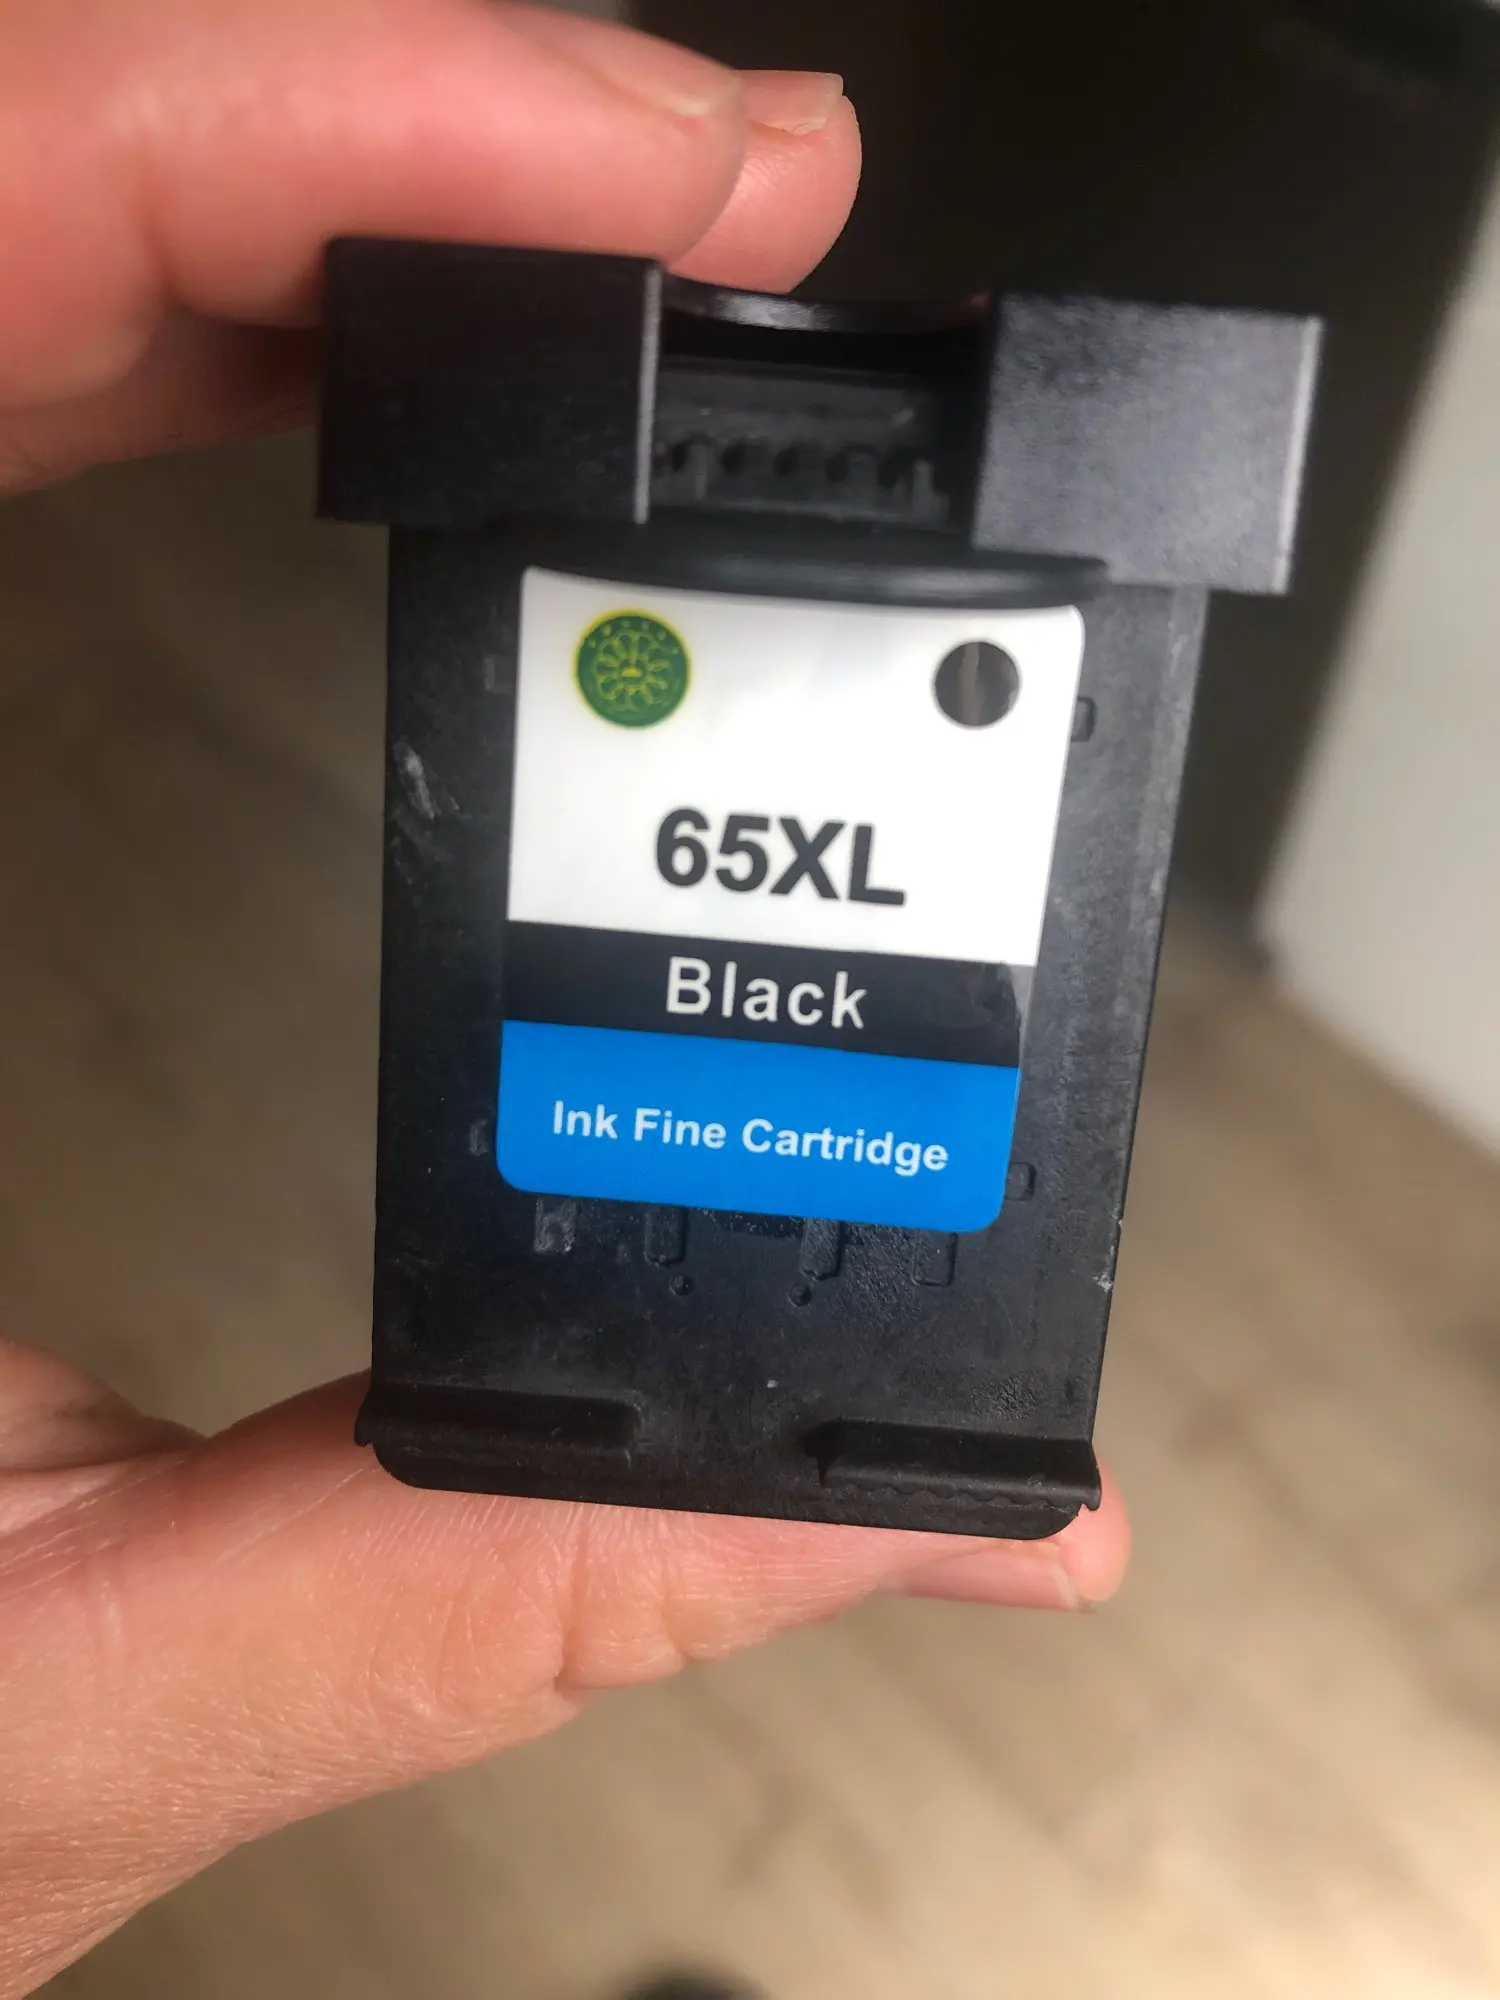 65XL
Black
Ink Fine Cartridge